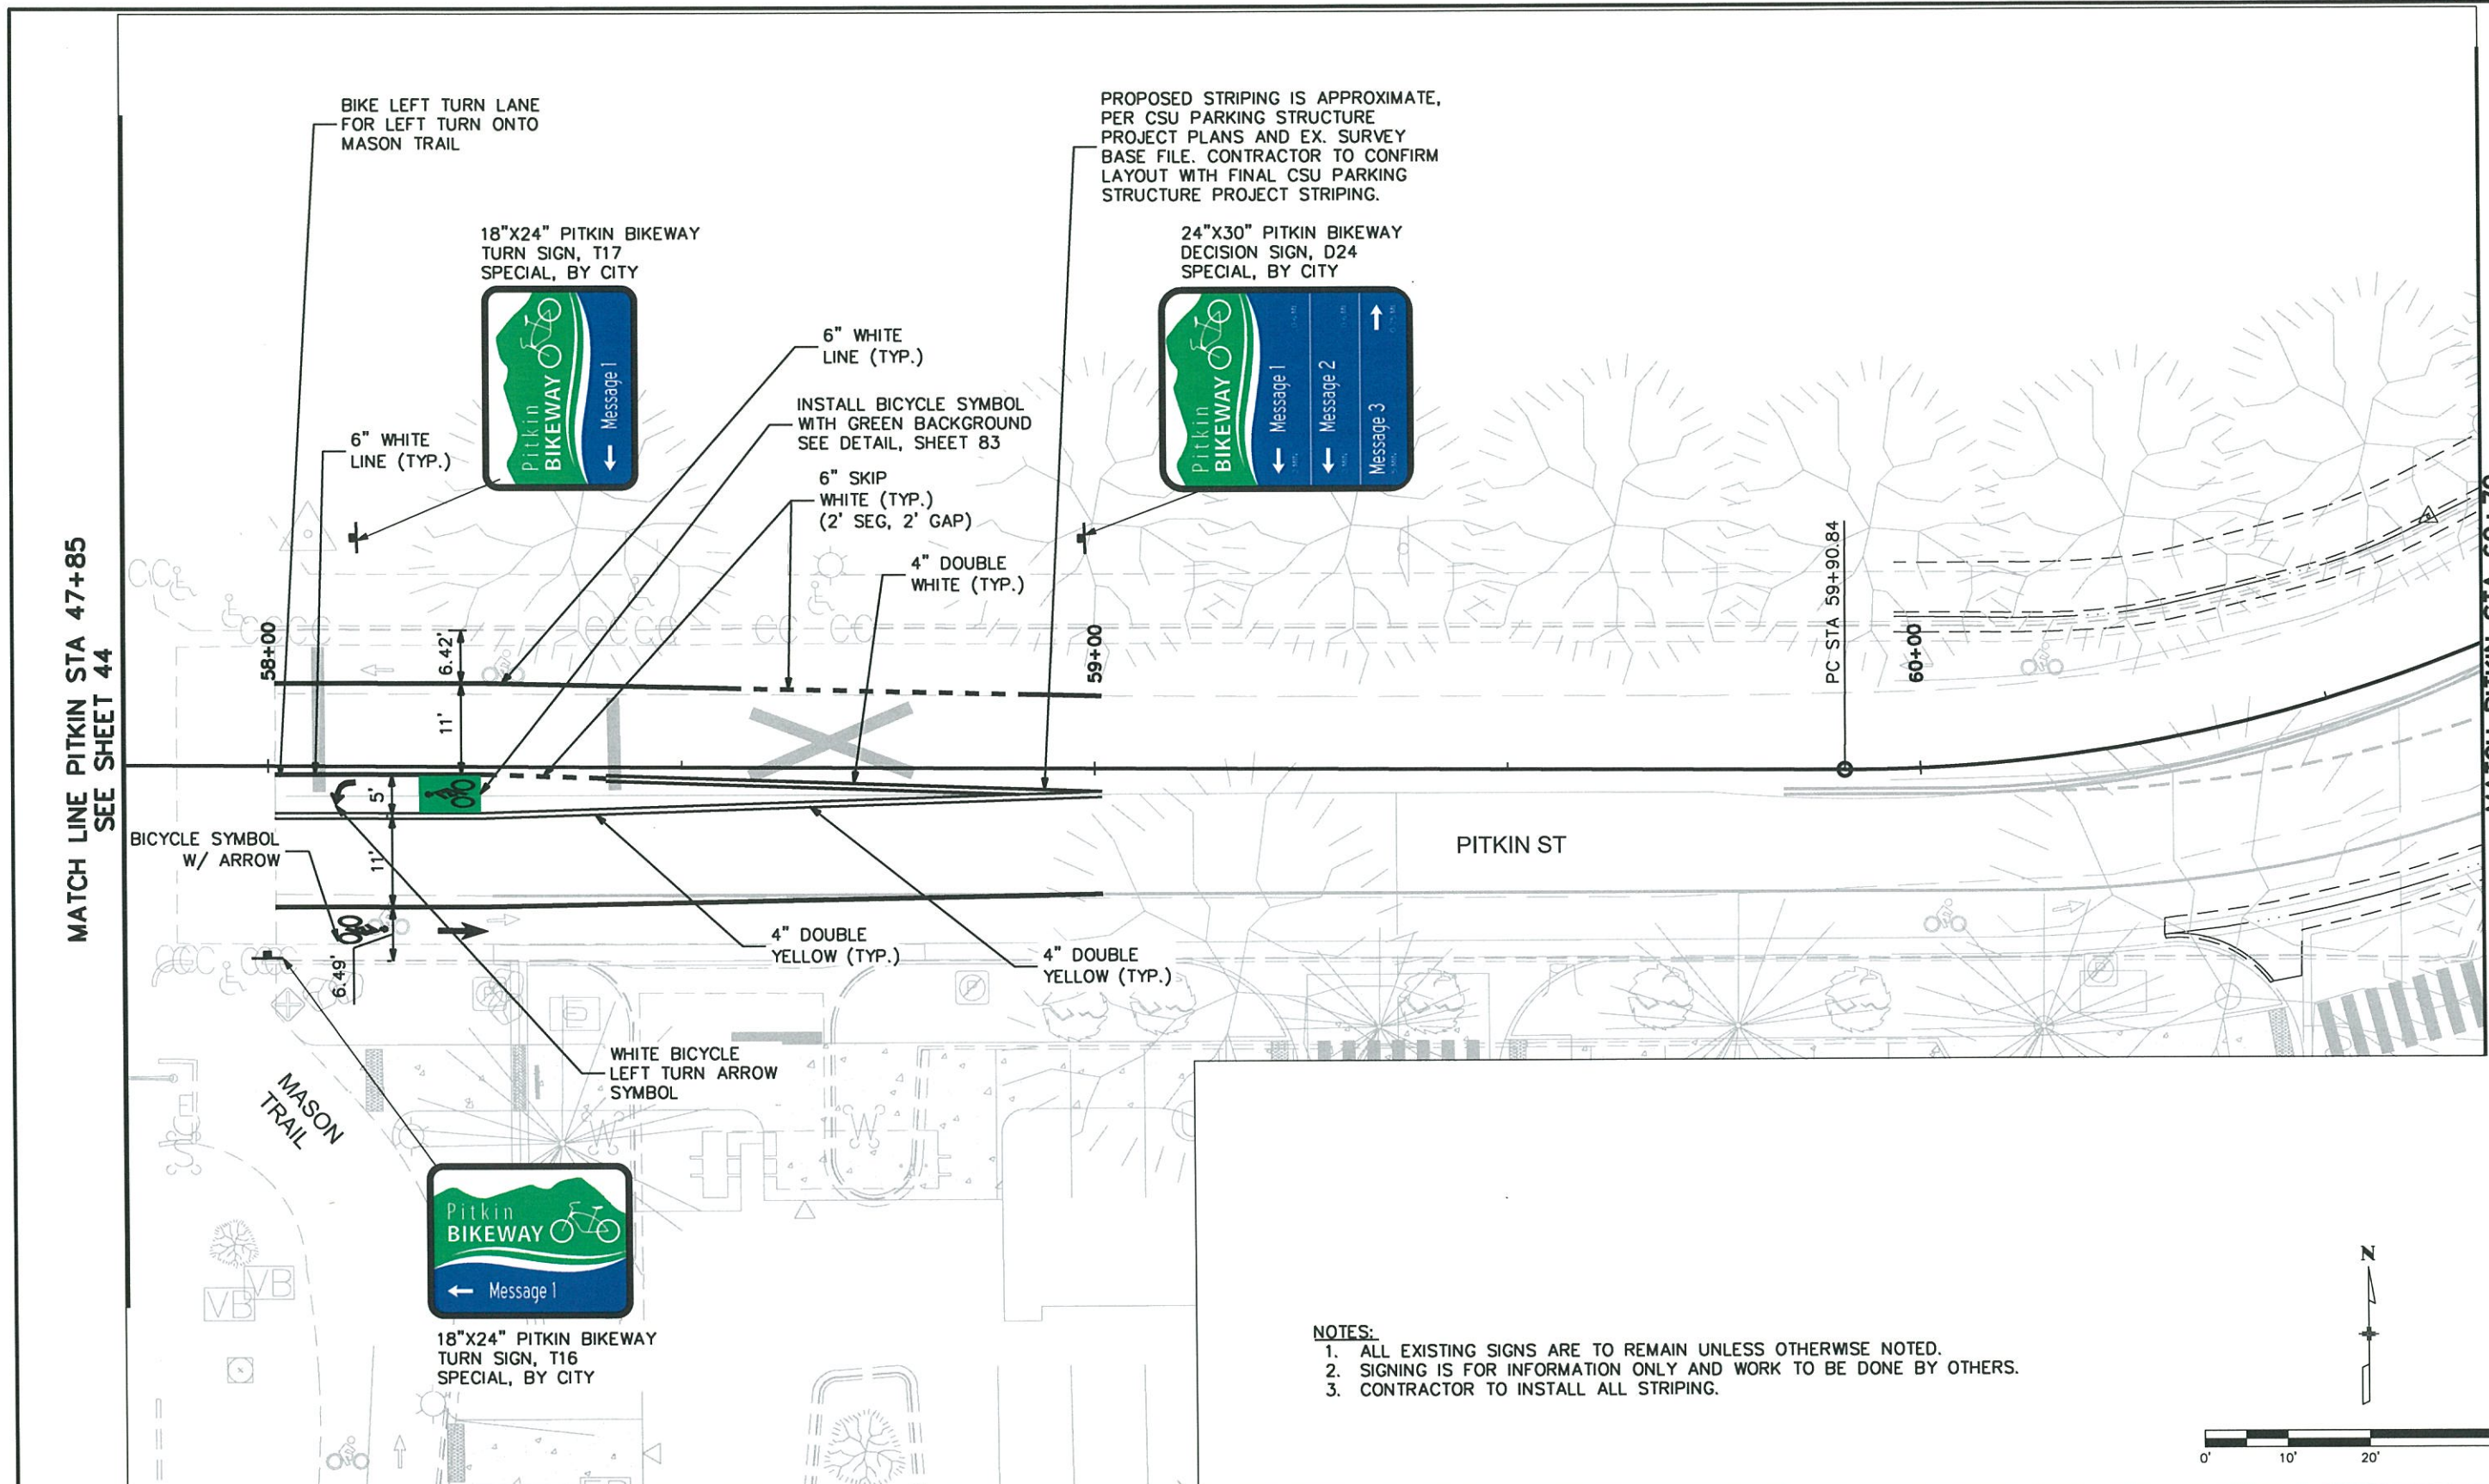 BIKE LEFT TURN LANE
FOR LEFT TURN ONTO
MASON TRAIL
PROPOSED STRIPING IS APPROXIMATE,
PER CSU PARKING STRUCTURE
PROJECT PLANS AND EX. SURVEY
BASE FILE. CONTRACTOR TO CONFIRM
LAYOUT WITH FINAL CSU PARKING
STRUCTURE PROJECT STRIPING.
18"X24" PITKIN BIKEWAY
TURN SIGN, T17
SPECIAL, BY CITY
Pitkin
BIKEWAY
← Message 1
24"X30" PITKIN BIKEWAY
DECISION SIGN, D24
SPECIAL, BY CITY
Pitkin
BIKEWAY
← Message 1
← Message 2
Message 3 →
6" WHITE
LINE (TYP.)
INSTALL BICYCLE SYMBOL
WITH GREEN BACKGROUND
SEE DETAIL, SHEET 83
6" WHITE
LINE (TYP.)
6" SKIP
WHITE (TYP.)
(2' SEG, 2' GAP)
4" DOUBLE
WHITE (TYP.)
MATCH LINE PITKIN STA 47+85
SEE SHEET 44
58+00
6.42'
59+00
PC STA 59+90.84
60+00
11'
5'
11'
6.49'
BICYCLE SYMBOL
W/ ARROW
PITKIN ST
4" DOUBLE
YELLOW (TYP.)
4" DOUBLE
YELLOW (TYP.)
WHITE BICYCLE
LEFT TURN ARROW
SYMBOL
MASON
TRAIL
Pitkin
BIKEWAY
← Message 1
18"X24" PITKIN BIKEWAY
TURN SIGN, T16
SPECIAL, BY CITY
VB
VB
W
W
NOTES:
1. ALL EXISTING SIGNS ARE TO REMAIN UNLESS OTHERWISE NOTED.
2. SIGNING IS FOR INFORMATION ONLY AND WORK TO BE DONE BY OTHERS.
3. CONTRACTOR TO INSTALL ALL STRIPING.
N
0' 10' 20'